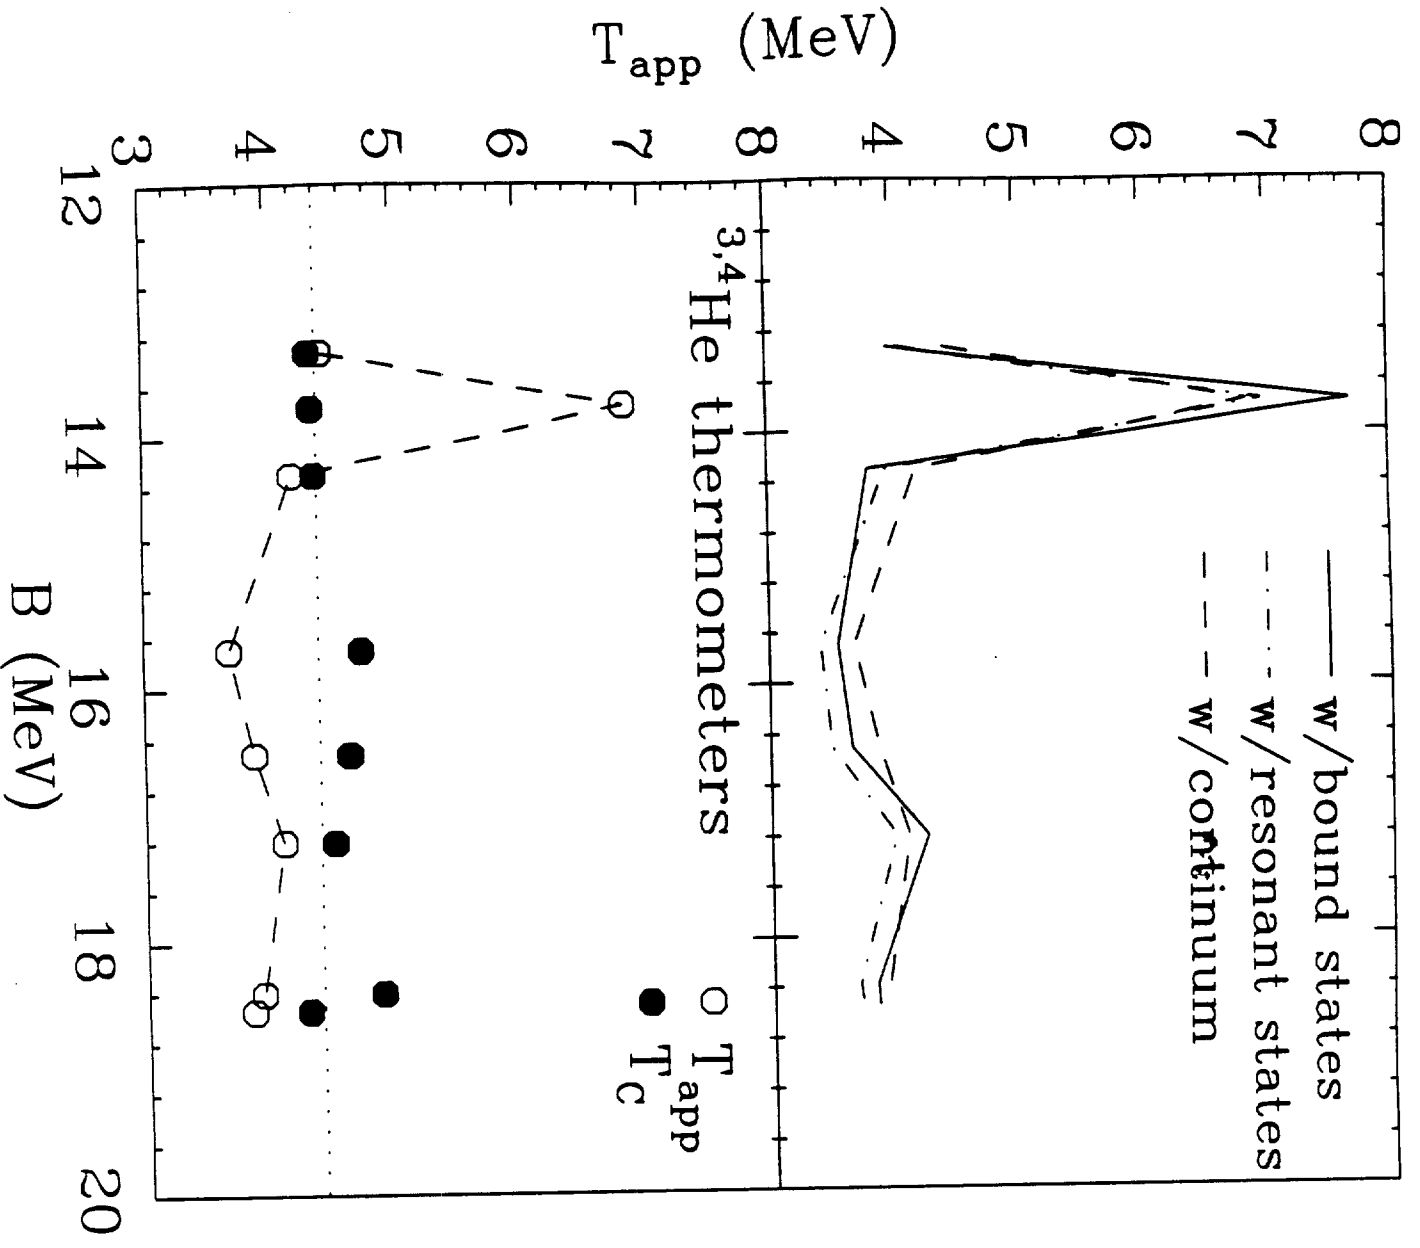 T_app (MeV)
8
7
6
5
4
8
7
6
5
4
3
w/bound states
w/resonant states
w/continuum
3,4He thermometers
T_app
T_C
12
14
16
18
20
B (MeV)